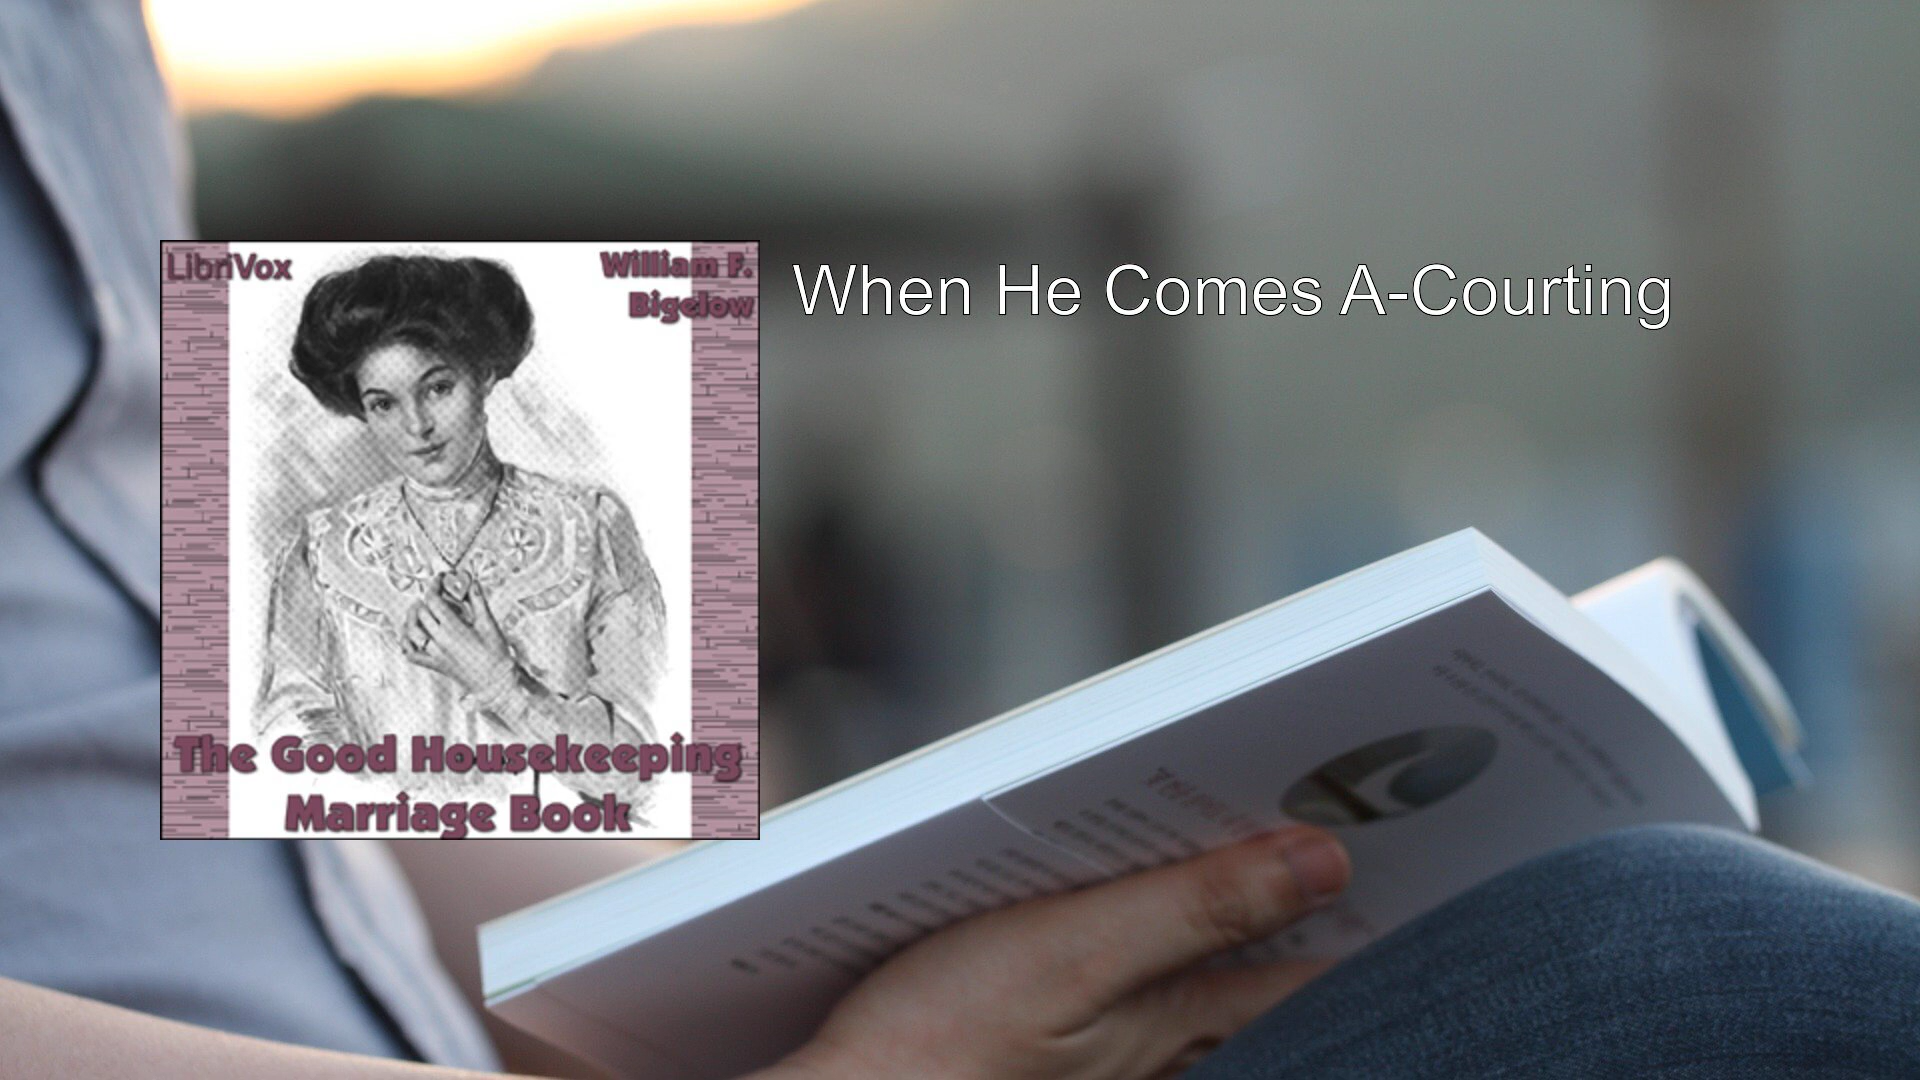 LibriVox
William F.
Bigelow
When He Comes A-Courting
The Good Housekeeping
Marriage Book